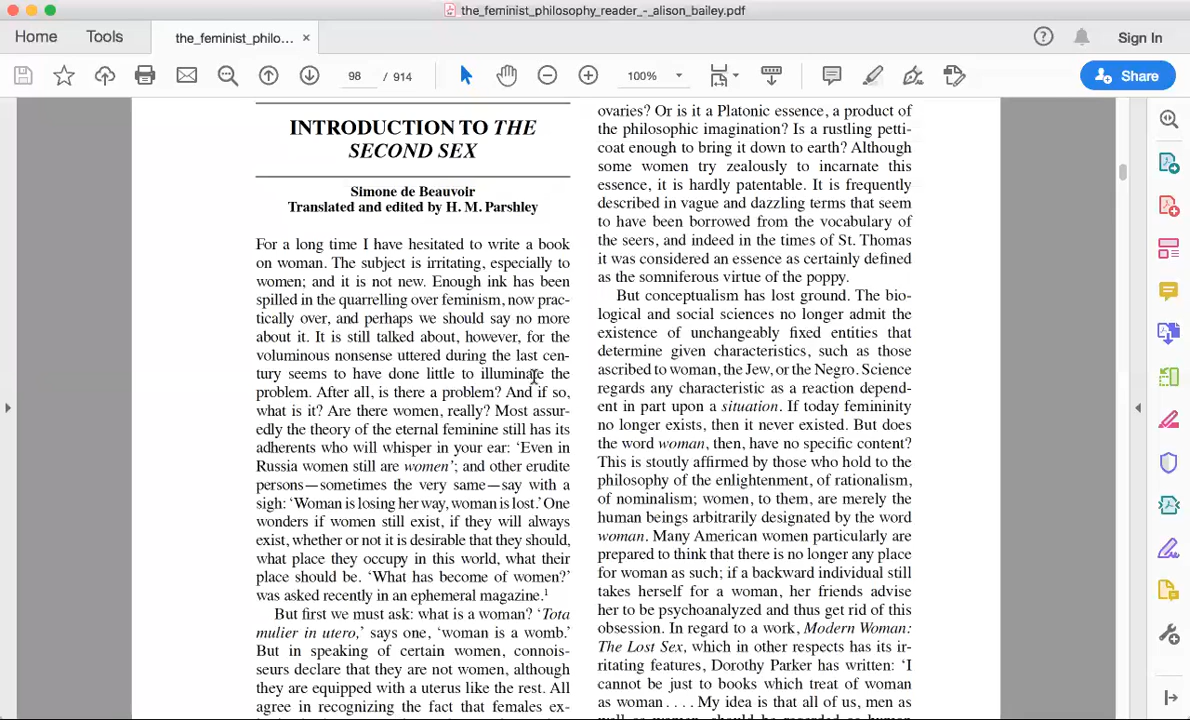 the_feminist_philosophy_reader_-_alison_bailey.pdf
Home
Tools
the_feminist_philo...
Sign In
98 / 914
100%
Share
INTRODUCTION TO THE
SECOND SEX
Simone de Beauvoir
Translated and edited by H. M. Parshley
For a long time I have hesitated to write a book
on woman. The subject is irritating, especially to
women; and it is not new. Enough ink has been
spilled in the quarrelling over feminism, now prac-
tically over, and perhaps we should say no more
about it. It is still talked about, however, for the
voluminous nonsense uttered during the last cen-
tury seems to have done little to illuminate the
problem. After all, is there a problem? And if so,
what is it? Are there women, really? Most assur-
edly the theory of the eternal feminine still has its
adherents who will whisper in your ear: ‘Even in
Russia women still are women’; and other erudite
persons—sometimes the very same—say with a
sigh: ‘Woman is losing her way, woman is lost.’ One
wonders if women still exist, if they will always
exist, whether or not it is desirable that they should,
what place they occupy in this world, what their
place should be. ‘What has become of women?’
was asked recently in an ephemeral magazine.¹
But first we must ask: what is a woman? ‘Tota
mulier in utero,’ says one, ‘woman is a womb.’
But in speaking of certain women, connois-
seurs declare that they are not women, although
they are equipped with a uterus like the rest. All
agree in recognizing the fact that females ex-
ovaries? Or is it a Platonic essence, a product of
the philosophic imagination? Is a rustling petti-
coat enough to bring it down to earth? Although
some women try zealously to incarnate this
essence, it is hardly patentable. It is frequently
described in vague and dazzling terms that seem
to have been borrowed from the vocabulary of
the seers, and indeed in the times of St. Thomas
it was considered an essence as certainly defined
as the somniferous virtue of the poppy.
But conceptualism has lost ground. The bio-
logical and social sciences no longer admit the
existence of unchangeably fixed entities that
determine given characteristics, such as those
ascribed to woman, the Jew, or the Negro. Science
regards any characteristic as a reaction depend-
ent in part upon a situation. If today femininity
no longer exists, then it never existed. But does
the word woman, then, have no specific content?
This is stoutly affirmed by those who hold to the
philosophy of the enlightenment, of rationalism,
of nominalism; women, to them, are merely the
human beings arbitrarily designated by the word
woman. Many American women particularly are
prepared to think that there is no longer any place
for woman as such; if a backward individual still
takes herself for a woman, her friends advise
her to be psychoanalyzed and thus get rid of this
obsession. In regard to a work, Modern Woman:
The Lost Sex, which in other respects has its ir-
ritating features, Dorothy Parker has written: ‘I
cannot be just to books which treat of woman
as woman . . . . My idea is that all of us, men as
well as women, should be regarded as human